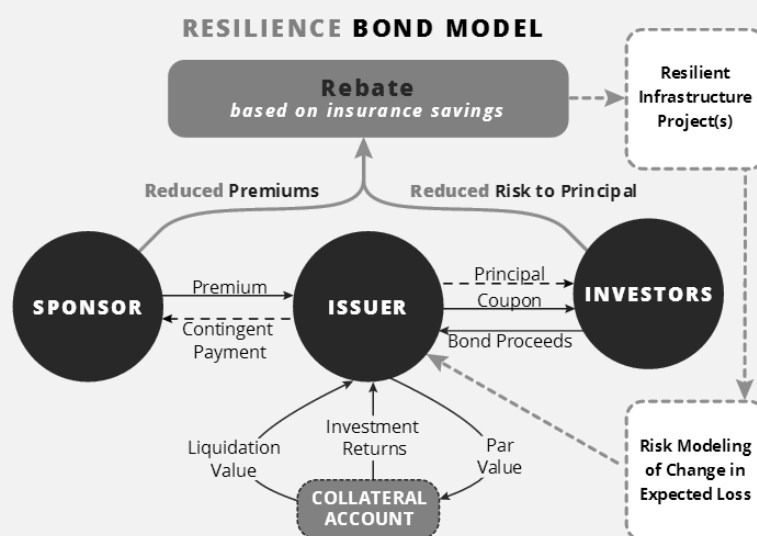 RESILIENCE BOND MODEL
Rebate
based on insurance savings
Resilient
Infrastructure
Project(s)
Reduced Premiums
Reduced Risk to Principal
SPONSOR
Premium
Contingent
Payment
ISSUER
Principal
Coupon
Bond Proceeds
INVESTORS
Liquidation
Value
Investment
Returns
Par
Value
COLLATERAL
ACCOUNT
Risk Modeling
of Change in
Expected Loss